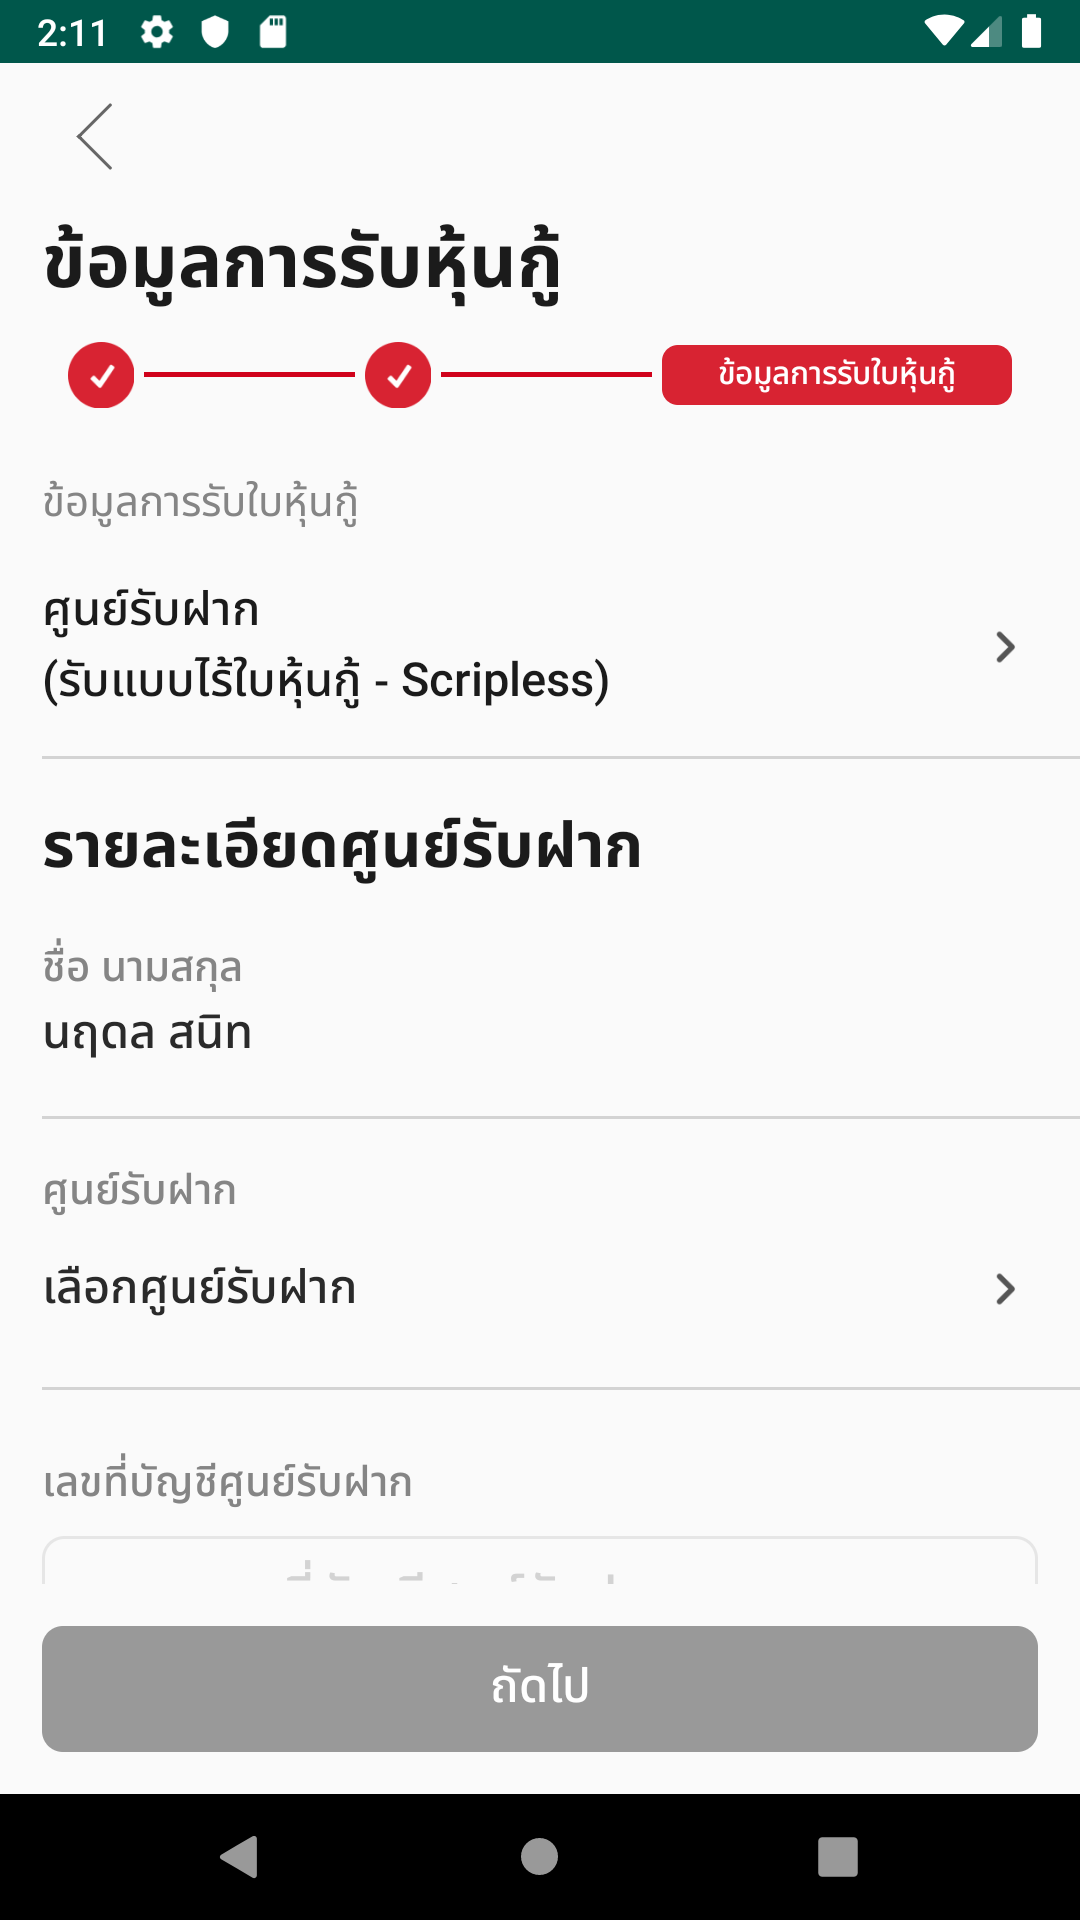 2:11
ข้อมูลการรับหุ้นกู้
ข้อมูลการรับใบหุ้นกู้
ข้อมูลการรับใบหุ้นกู้
ศูนย์รับฝาก
(รับแบบไร้ใบหุ้นกู้ - Scripless)
รายละเอียดศูนย์รับฝาก
ชื่อ นามสกุล
นฤดล สนิท
ศูนย์รับฝาก
เลือกศูนย์รับฝาก
เลขที่บัญชีศูนย์รับฝาก
ถัดไป